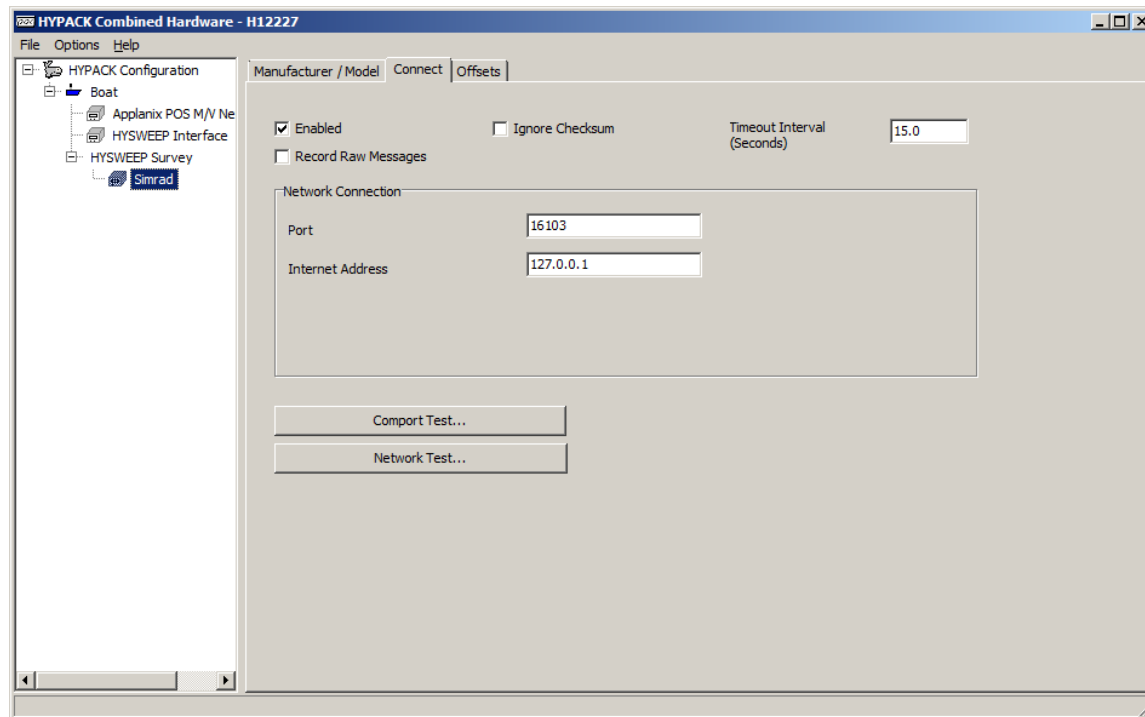 HYPACK Combined Hardware - H12227
File Options Help
HYPACK Configuration
Boat
Applanix POS M/V Ne
HYSWEEP Interface
HYSWEEP Survey
Simrad
Manufacturer / Model Connect Offsets
Enabled Ignore Checksum Timeout Interval (Seconds) 15.0
Record Raw Messages
Network Connection
Port 16103
Internet Address 127.0.0.1
Comport Test...
Network Test...